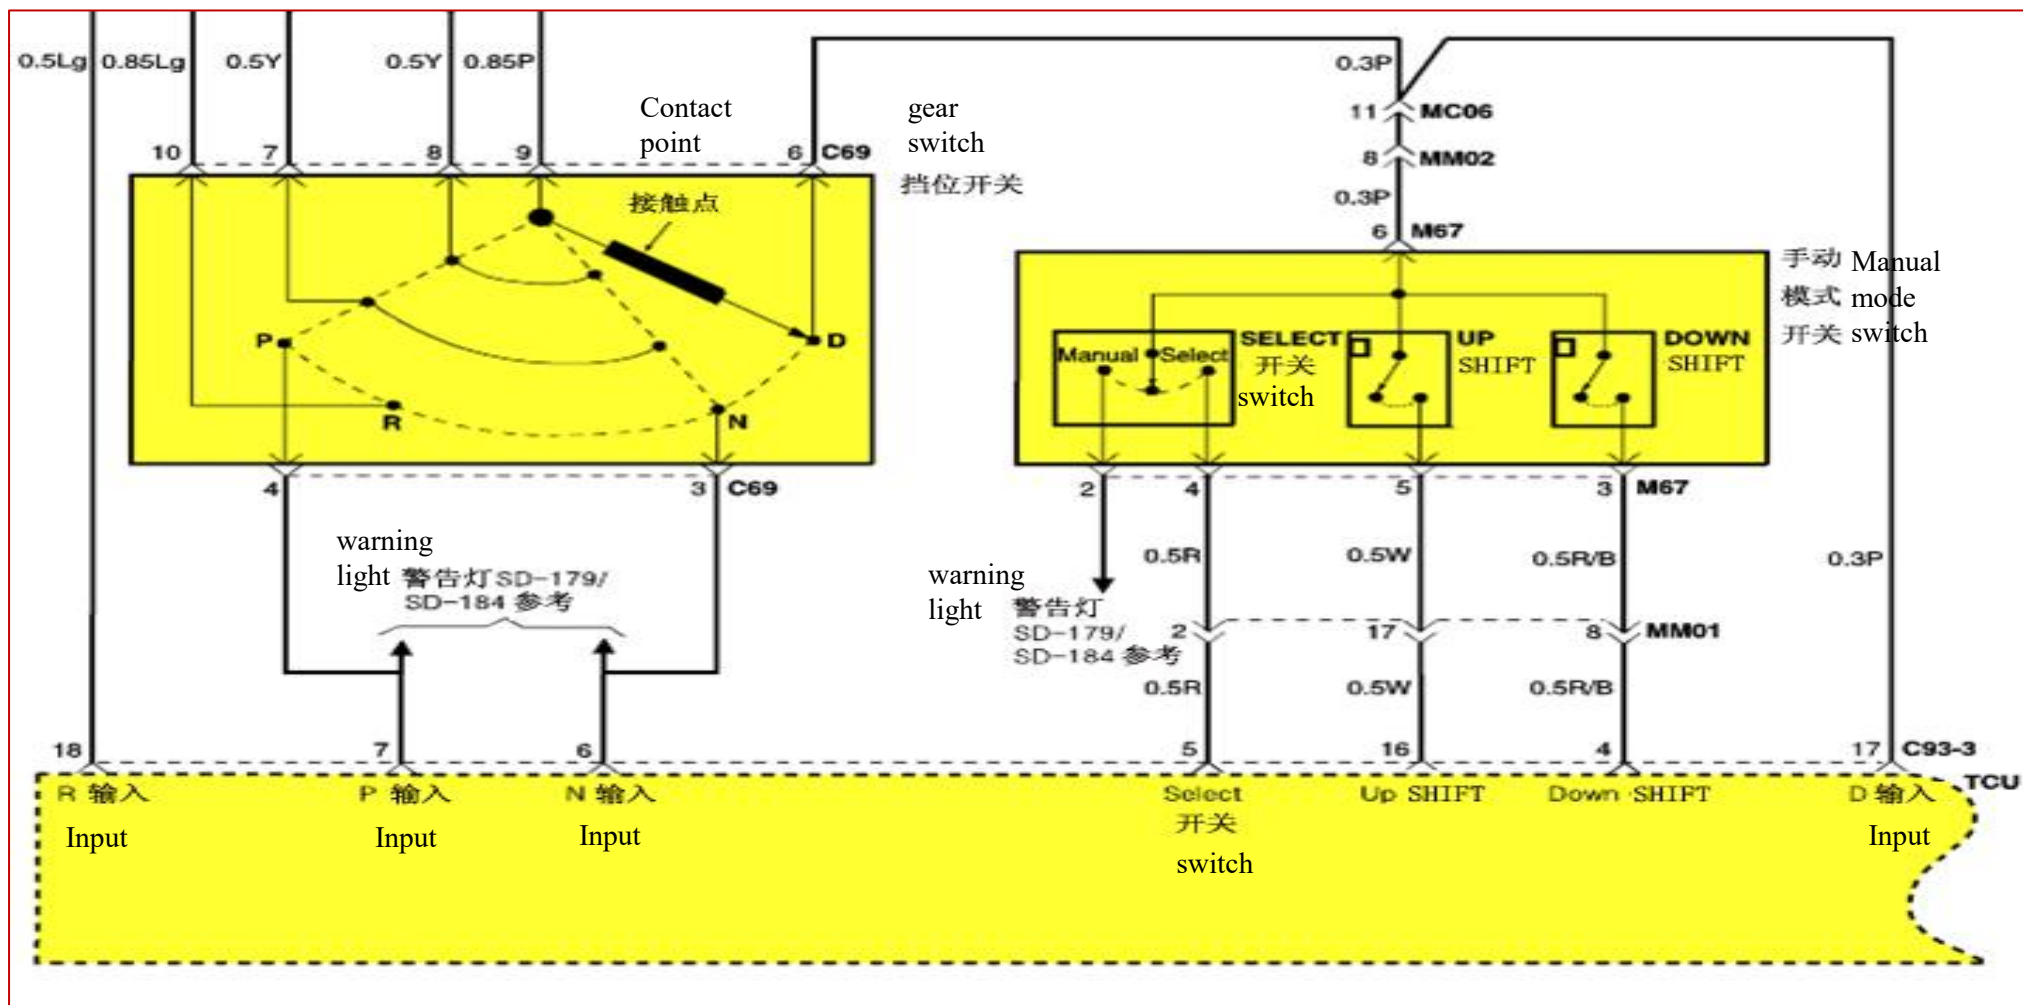 0.5Lg 0.85Lg 0.5Y 0.5Y 0.85P 0.3P
Contact
point
gear
switch
挡位开关
11 MC06
8 MM02
0.3P
6 M67
10 7 8 9 6 C69
接触点
P
R
N
D
4 3 C69
手动 Manual
模式 mode
开关 switch
Manual Select
SELECT
开关
switch
UP
SHIFT
DOWN
SHIFT
2 4 5 3 M67
warning
light 警告灯SD-179/
SD-184 参考
warning
light 警告灯
SD-179/
SD-184 参考
0.5R 0.5W 0.5R/B 0.3P
2 17 8 MM01
0.5R 0.5W 0.5R/B
18 7 6 5 16 4 17 C93-3
TCU
R 输入
Input
P 输入
Input
N 输入
Input
Select
开关
switch
Up SHIFT
Down SHIFT
D 输入
Input